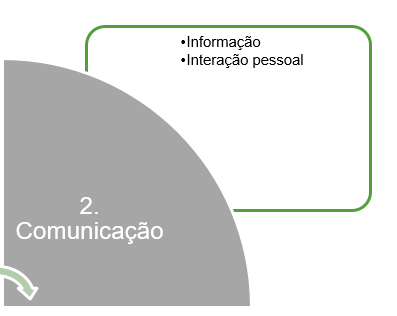 •Informação
•Interação pessoal
2.
Comunicação